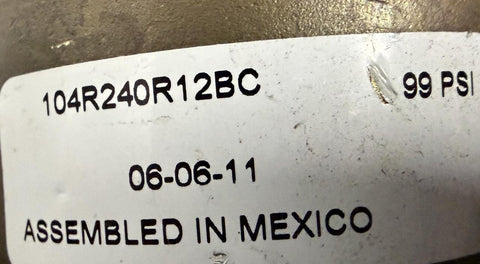 104R240R12BC 99 PSI
06-06-11
ASSEMBLED IN MEXICO